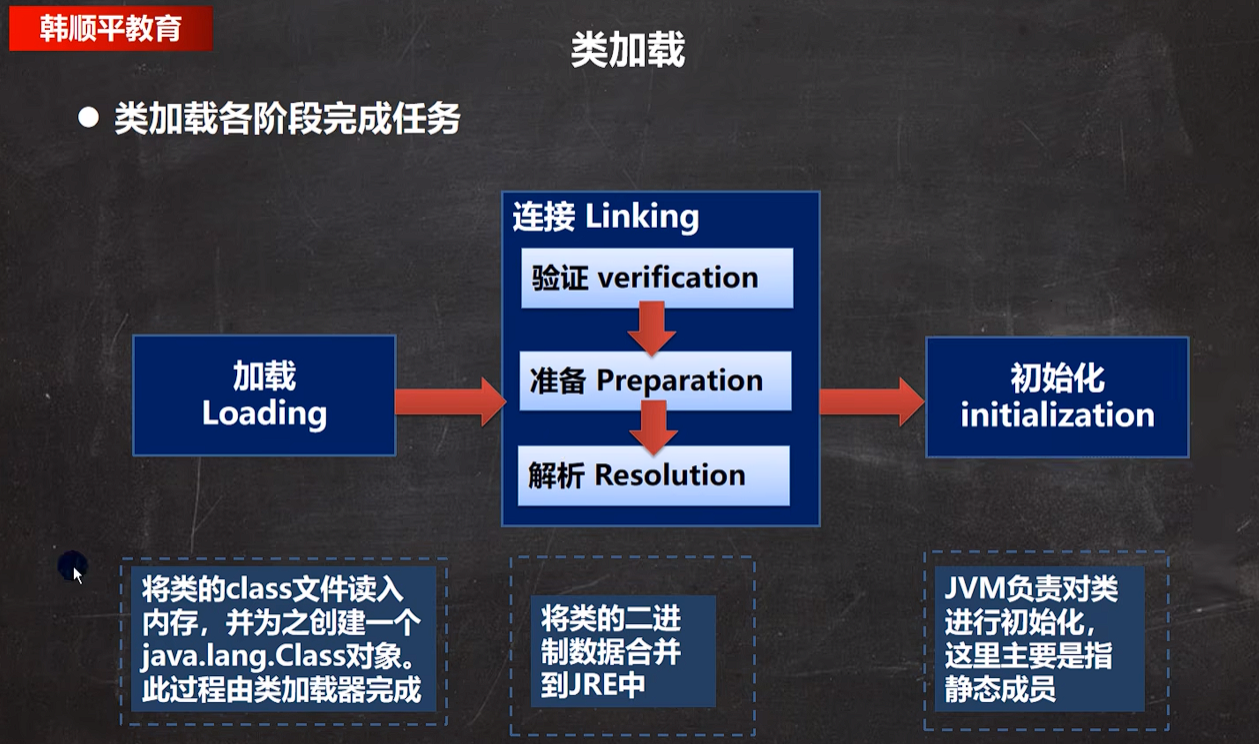 韩顺平教育
类加载
● 类加载各阶段完成任务
连接 Linking
验证 verification
准备 Preparation
解析 Resolution
加载
Loading
初始化
initialization
将类的class文件读入
内存，并为之创建一个
java.lang.Class对象。
此过程由类加载器完成
将类的二进
制数据合并
到JRE中
JVM负责对类
进行初始化，
这里主要是指
静态成员